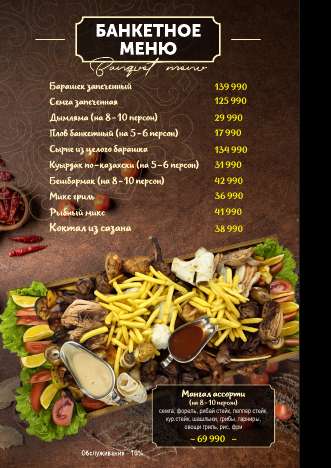 БАНКЕТНОЕ
МЕНЮ
Banquet menu
Барашек запеченный 139 990
Семга запеченная 125 990
Дымляма (на 8-10 персон) 29 990
Плов банкетный (на 5-6 персон) 17 990
Сырне из целого барашка 134 990
Куырдак по-казахски (на 5-6 персон) 31 990
Бешбармак (на 8-10 персон) 42 990
Микс гриль 36 990
Рыбный микс 41 990
Коктал из сазана 38 990
Мангал ассорти
(на 8-10 персон)
семга, форель, рибай стейк, пеппер стейк,
кур.стейк, шашлыки, грибы, гарниры,
овощи гриль, рис, фри
~ 69 990 ~
Обслуживание - 10%